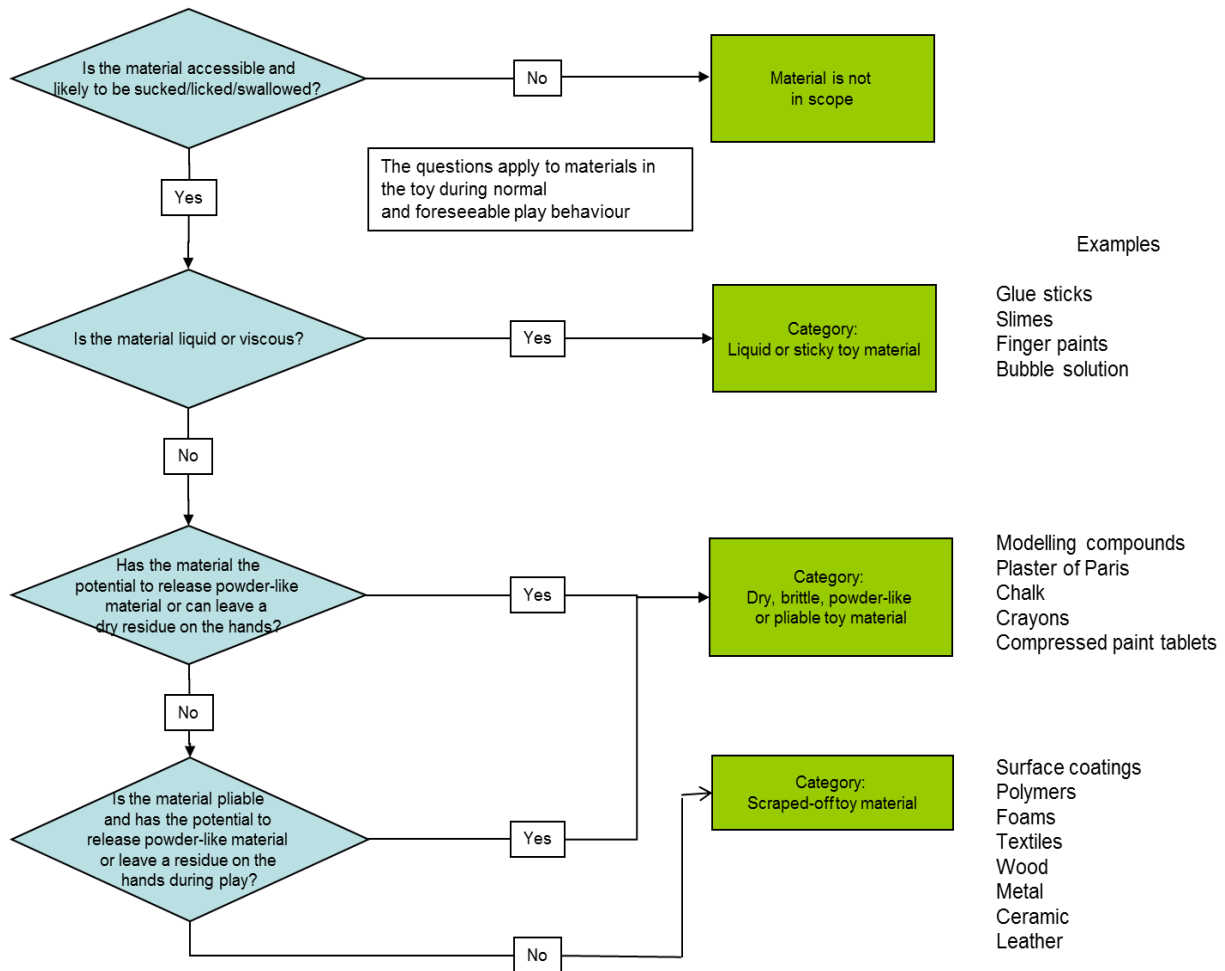 Is the material accessible and
likely to be sucked/licked/swallowed?
No
Material is not
in scope
The questions apply to materials in
the toy during normal
and foreseeable play behaviour
Yes
Examples
Is the material liquid or viscous?
Yes
Category:
Liquid or sticky toy material
Glue sticks
Slimes
Finger paints
Bubble solution
No
Has the material the
potential to release powder-like
material or can leave a
dry residue on the hands?
Yes
Category:
Dry, brittle, powder-like
or pliable toy material
Modelling compounds
Plaster of Paris
Chalk
Crayons
Compressed paint tablets
No
Is the material pliable
and has the potential to
release powder-like material
or leave a residue on the
hands during play?
Yes
Category:
Scraped-off toy material
Surface coatings
Polymers
Foams
Textiles
Wood
Metal
Ceramic
Leather
No